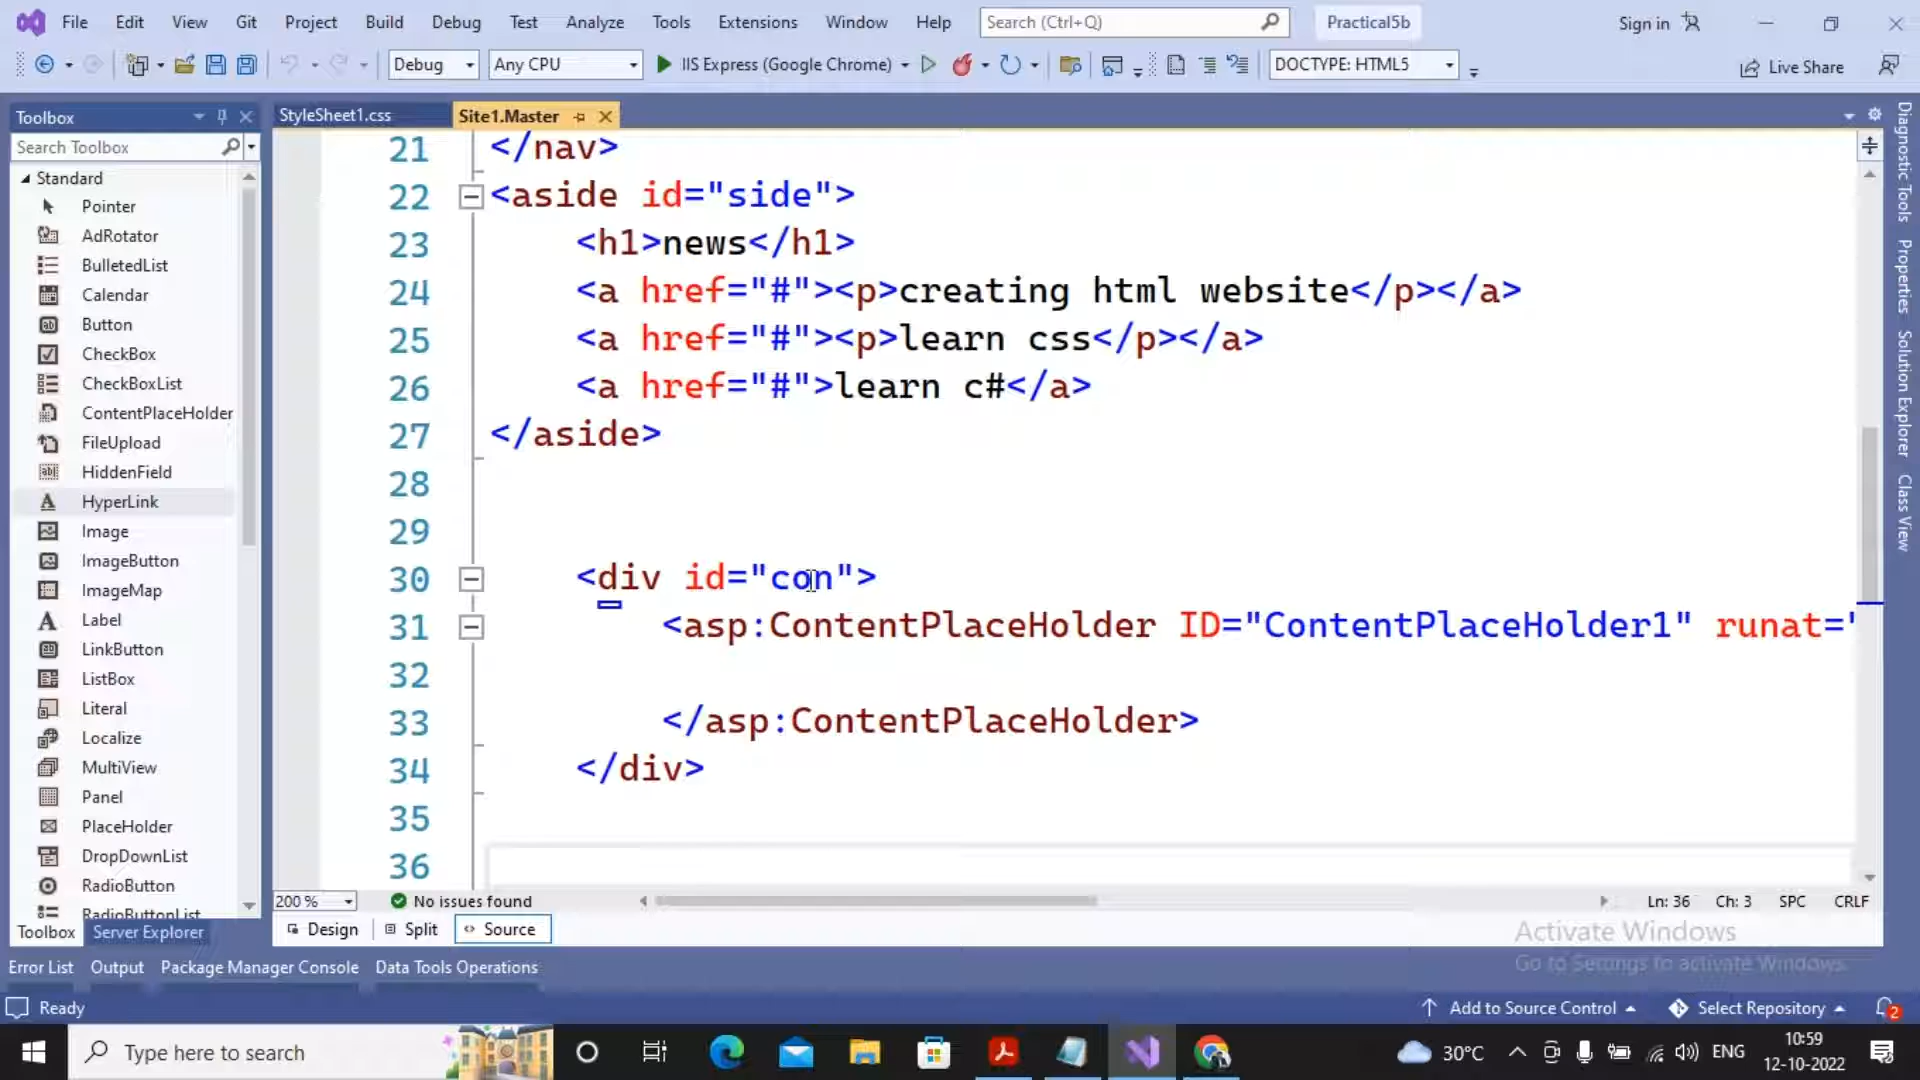 File Edit View Git Project Build Debug Test Analyze Tools Extensions Window Help Search (Ctrl+Q) Practical5b Sign in
Debug Any CPU IIS Express (Google Chrome) DOCTYPE: HTML5 Live Share
Toolbox
Search Toolbox
Standard
Pointer
AdRotator
BulletedList
Calendar
Button
CheckBox
CheckBoxList
ContentPlaceHolder
FileUpload
HiddenField
HyperLink
Image
ImageButton
ImageMap
Label
LinkButton
ListBox
Literal
Localize
MultiView
Panel
PlaceHolder
DropDownList
RadioButton
RadioButtonList
Toolbox Server Explorer
StyleSheet1.css Site1.Master
21 </nav>
22 <aside id="side">
23 <h1>news</h1>
24 <a href="#"><p>creating html website</p></a>
25 <a href="#"><p>learn css</p></a>
26 <a href="#">learn c#</a>
27 </aside>
28
29
30 <div id="con">
31 <asp:ContentPlaceHolder ID="ContentPlaceHolder1" runat="
32
33 </asp:ContentPlaceHolder>
34 </div>
35
36
200 % No issues found Ln: 36 Ch: 3 SPC CRLF
Design Split Source
Diagnostic Tools
Properties
Solution Explorer
Class View
Activate Windows
Go to Settings to activate Windows.
Error List Output Package Manager Console Data Tools Operations
Ready Add to Source Control Select Repository 2
Type here to search 30°C ENG 10:59
12-10-2022